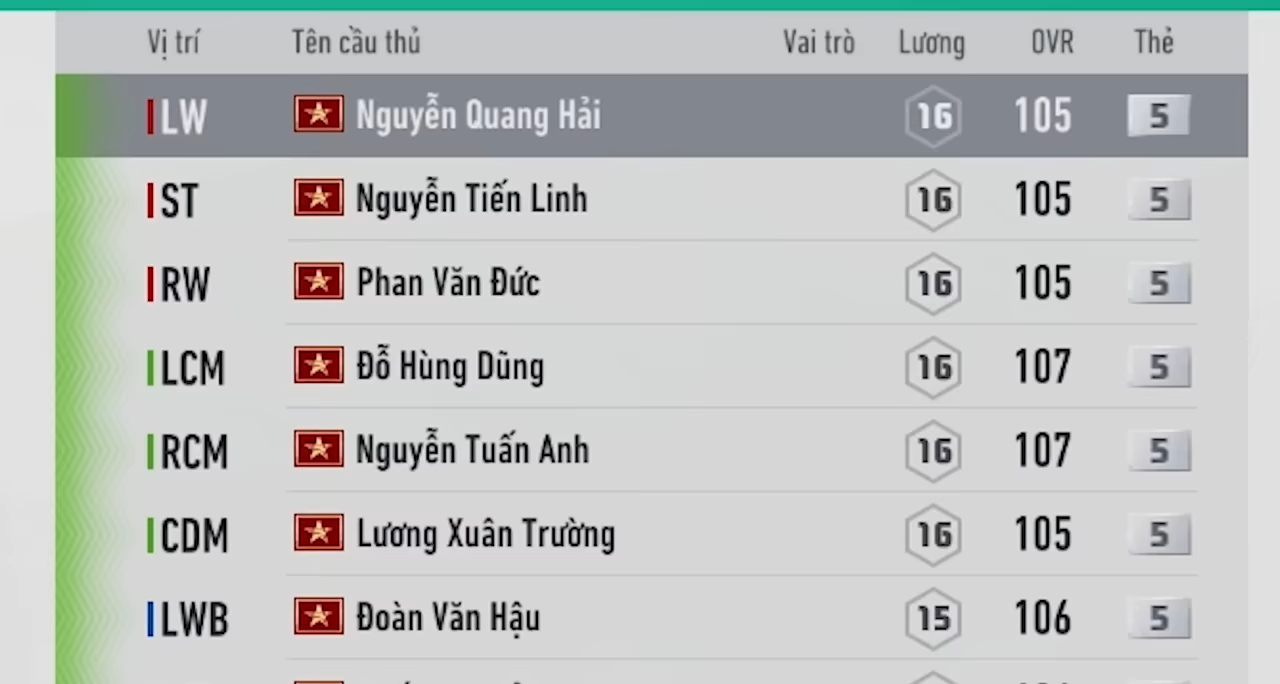 Vị trí Tên cầu thủ Vai trò Lương OVR Thẻ
LW Nguyễn Quang Hải 16 105 5
ST Nguyễn Tiến Linh 16 105 5
RW Phan Văn Đức 16 105 5
LCM Đỗ Hùng Dũng 16 107 5
RCM Nguyễn Tuấn Anh 16 107 5
CDM Lương Xuân Trường 16 105 5
LWB Đoàn Văn Hậu 15 106 5